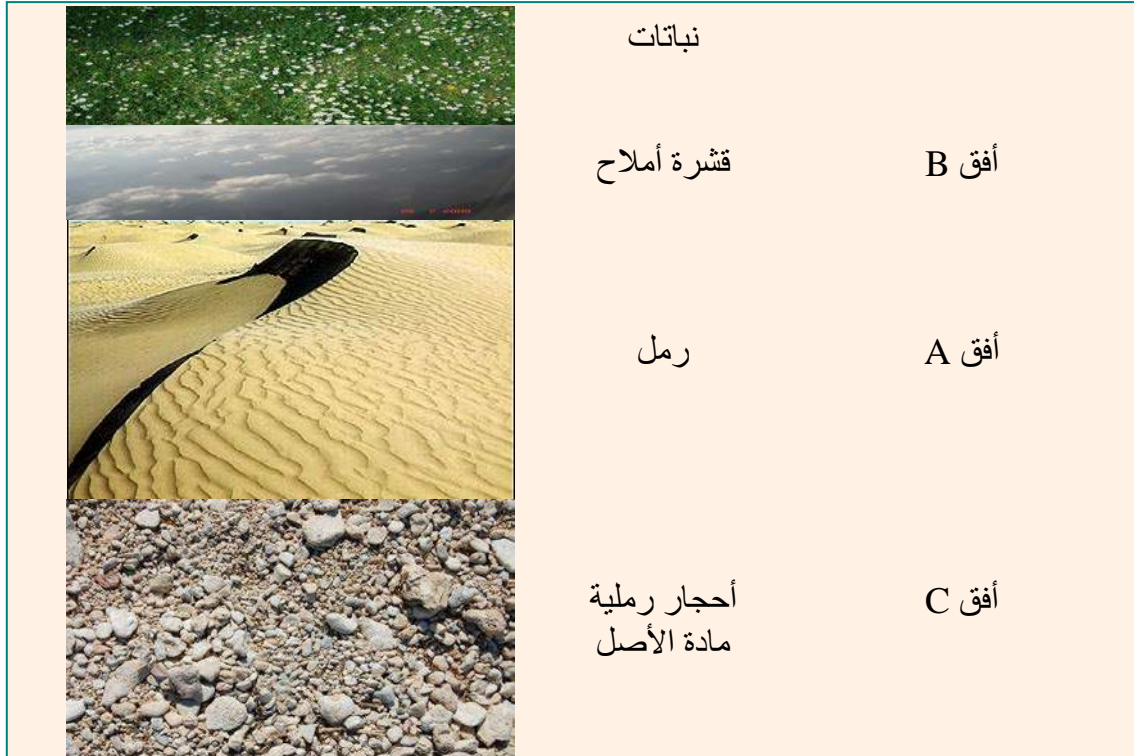 نباتات
أفق B
قشرة أملاح
أفق A
رمل
أفق C
أحجار رملية
مادة الأصل